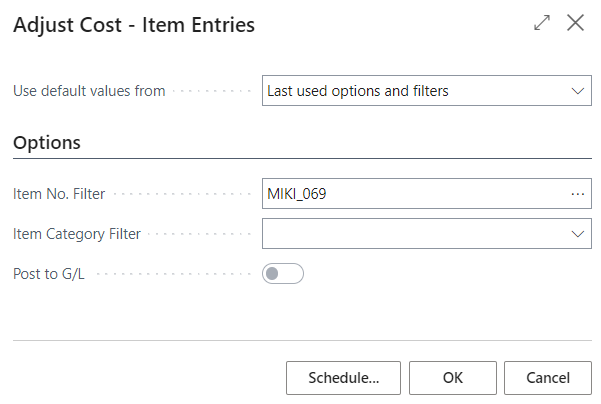 Adjust Cost - Item Entries
Use default values from
Last used options and filters
Options
Item No. Filter
MIKI_069
Item Category Filter
Post to G/L
Schedule...
OK
Cancel